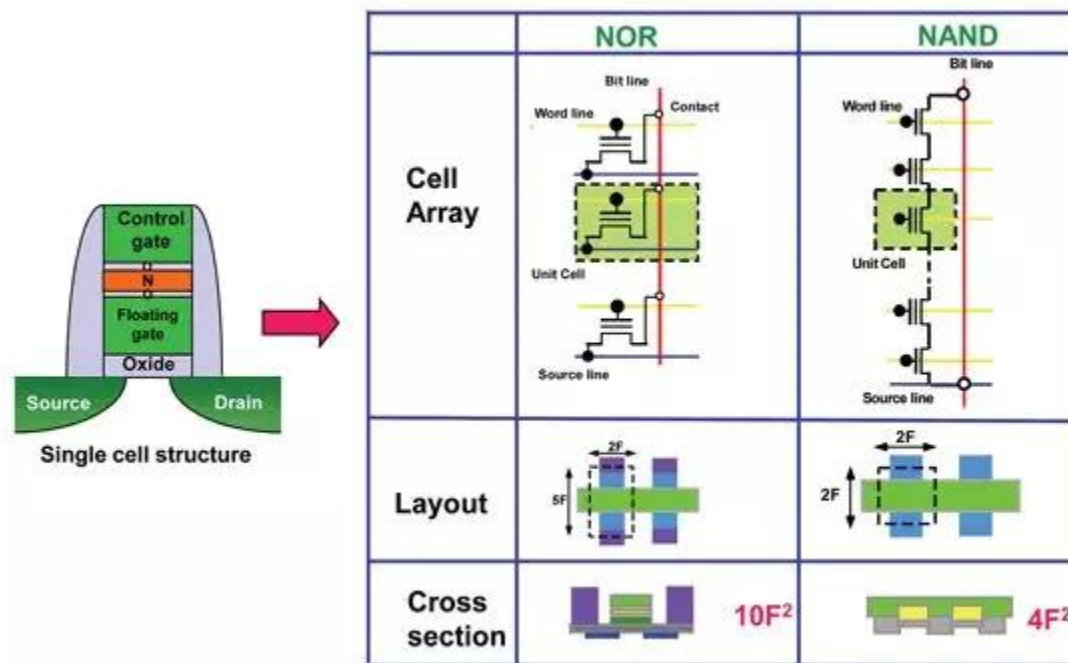 Control
gate
O
N
O
Floating
gate
Oxide
Source
Drain
Single cell structure
NOR
NAND
Cell
Array
Bit line
Word line
Contact
Unit Cell
Source line
Bit line
Word line
Unit Cell
Source line
Layout
2F
5F
2F
2F
Cross
section
10F²
4F²